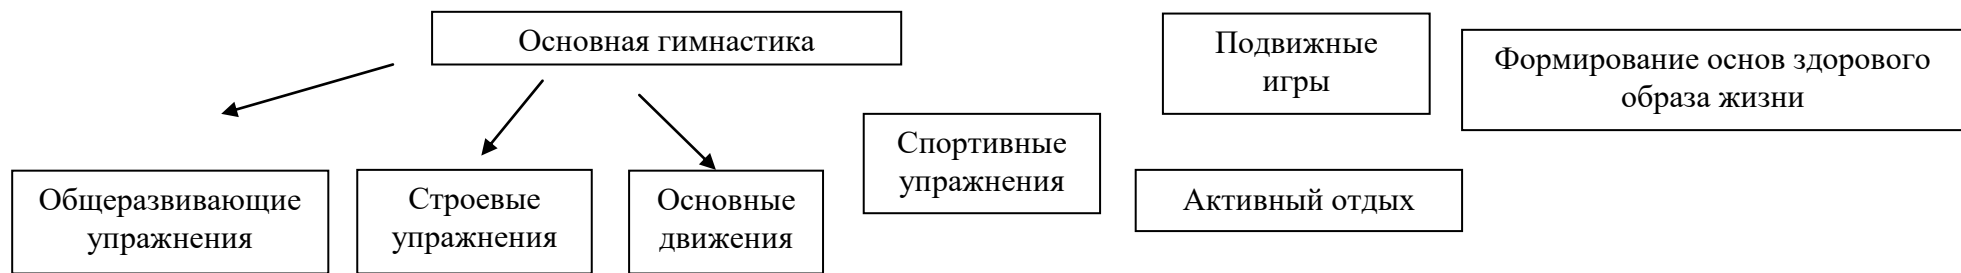 Основная гимнастика
Подвижные
игры
Формирование основ здорового
образа жизни
Спортивные
упражнения
Общеразвивающие
упражнения
Строевые
упражнения
Основные
движения
Активный отдых